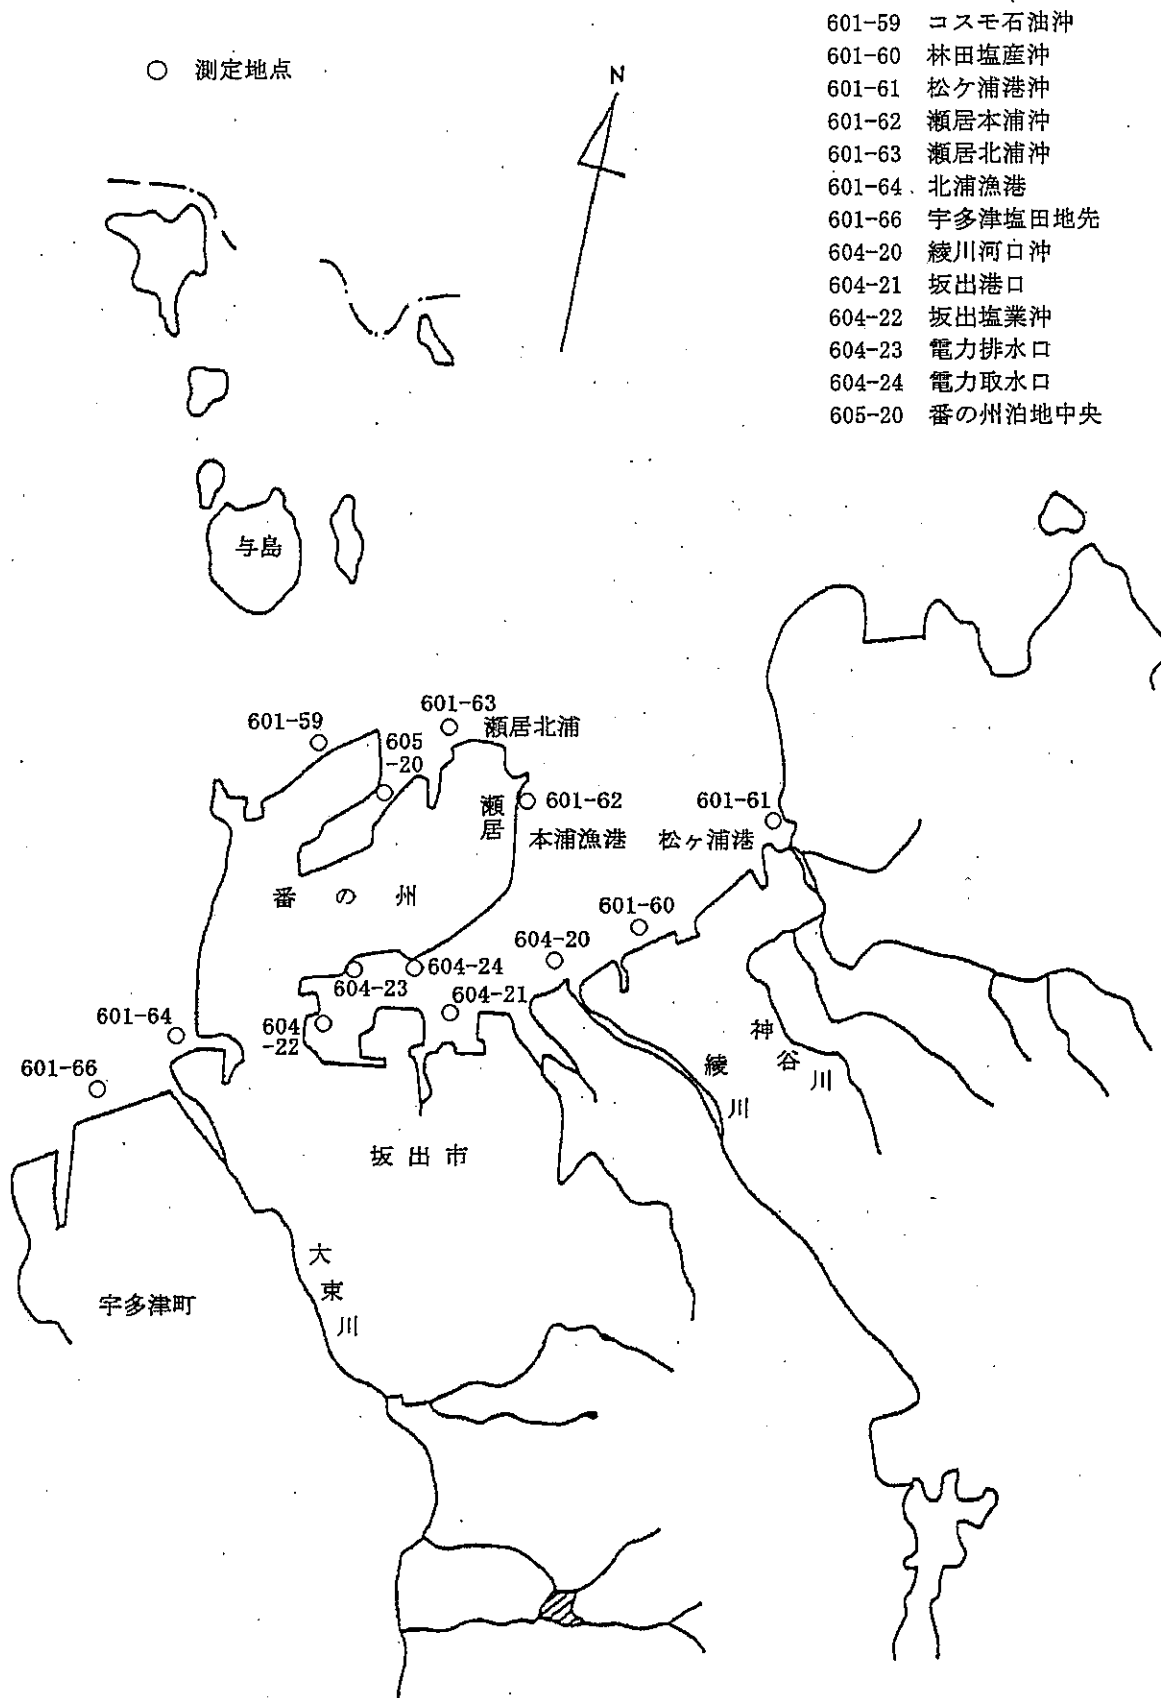 601-59 コスモ石油沖
601-60 林田塩産沖
601-61 松ケ浦港沖
601-62 瀬居本浦沖
601-63 瀬居北浦沖
601-64 北浦漁港
601-66 宇多津塩田地先
604-20 綾川河口沖
604-21 坂出港口
604-22 坂出塩業沖
604-23 電力排水口
604-24 電力取水口
605-20 番の州泊地中央
○ 測定地点
N
与島
601-63
瀬居北浦
601-59
605
-20
瀬居
601-62
601-61
本浦漁港
松ヶ浦港
番の州
601-60
604-20
604-24
604-23
604-21
601-64
604
-22
601-66
神谷川
綾川
坂出市
大東川
宇多津町